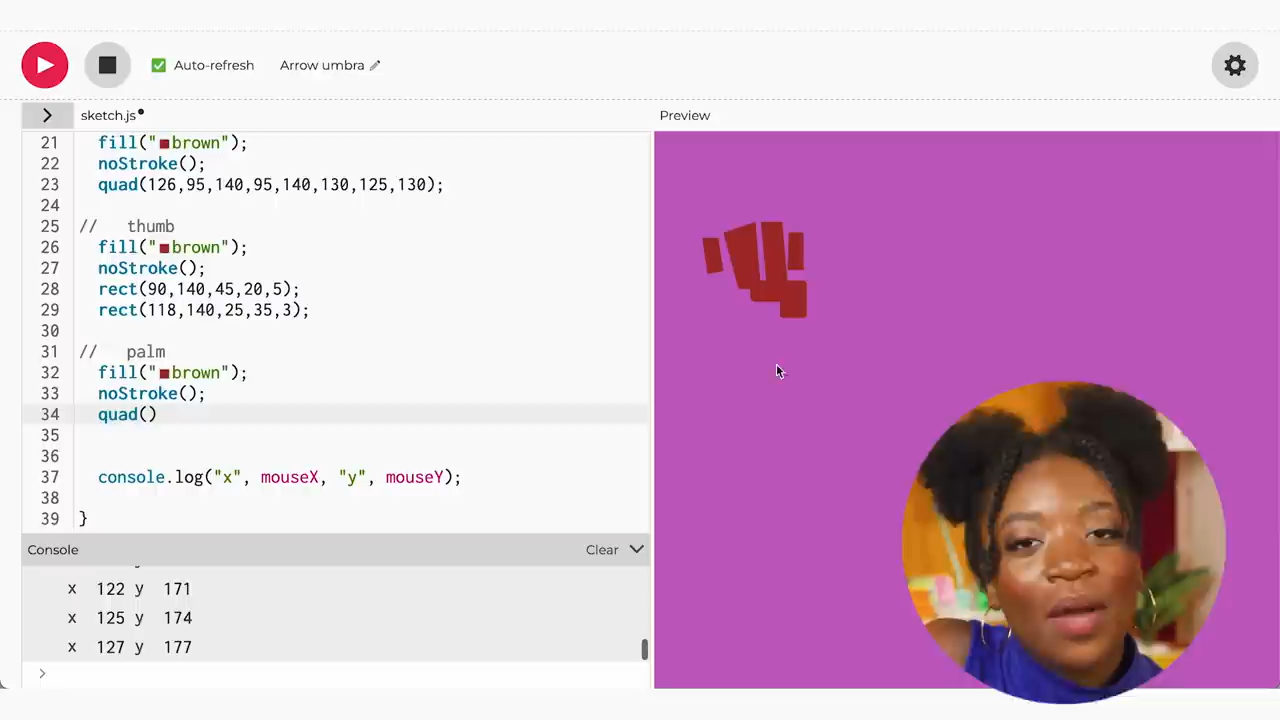 Auto-refresh
Arrow umbra
sketch.js
Preview
21 fill("brown");
22 noStroke();
23 quad(126,95,140,95,140,130,125,130);
24
25 // thumb
26 fill("brown");
27 noStroke();
28 rect(90,140,45,20,5);
29 rect(118,140,25,35,3);
30
31 // palm
32 fill("brown");
33 noStroke();
34 quad()
35
36
37 console.log("x", mouseX, "y", mouseY);
38
39 }
Console
Clear
x 122 y 171
x 125 y 174
x 127 y 177